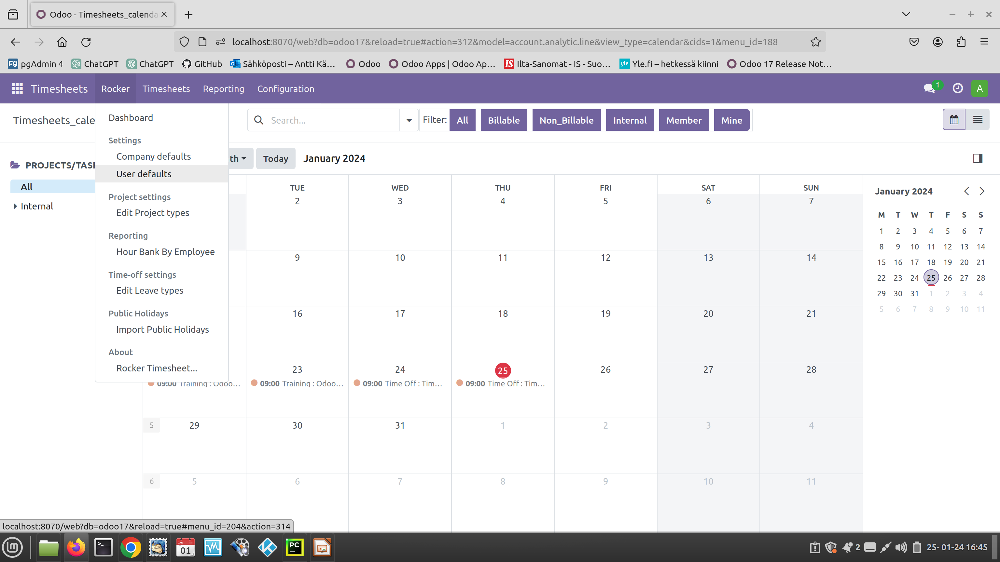 Odoo - Timesheets_calenda
localhost:8070/web?db=odoo17&reload=true#action=312&model=account.analytic.line&view_type=calendar&cids=1&menu_id=188
pg pgAdmin 4 ChatGPT ChatGPT GitHub Sähköposti – Antti Kä... Odoo Odoo Apps | Odoo Ap... IS Ilta-Sanomat - IS - Suo... yle Yle.fi – hetkessä kiinni Odoo 17 Release Not...
Timesheets Rocker Timesheets Reporting Configuration 1 A
Timesheets_cale
Search... Filter: All Billable Non_Billable Internal Member Mine
Dashboard
Settings
Company defaults
User defaults
Project settings
Edit Project types
Reporting
Hour Bank By Employee
Time-off settings
Edit Leave types
Public Holidays
Import Public Holidays
About
Rocker Timesheet...
PROJECTS/TAS
All
Internal
th Today January 2024
TUE WED THU FRI SAT SUN
2 3 4 5 6 7
9 10 11 12 13 14
16 17 18 19 20 21
23 24 25 26 27 28
09:00 Training : Odoo... 09:00 Training : Odoo... 09:00 Time Off : Tim... 09:00 Time Off : Tim...
5 29 30 31 1 2 3 4
6 5 6 7 8 9 10 11
January 2024
M T W T F S S
1 2 3 4 5 6 7
8 9 10 11 12 13 14
15 16 17 18 19 20 21
22 23 24 25 26 27 28
29 30 31 1 2 3 4
5 6 7 8 9 10 11
localhost:8070/web?db=odoo17&reload=true#menu_id=204&action=314
JAN
01
PC
2 25- 01-24 16:45